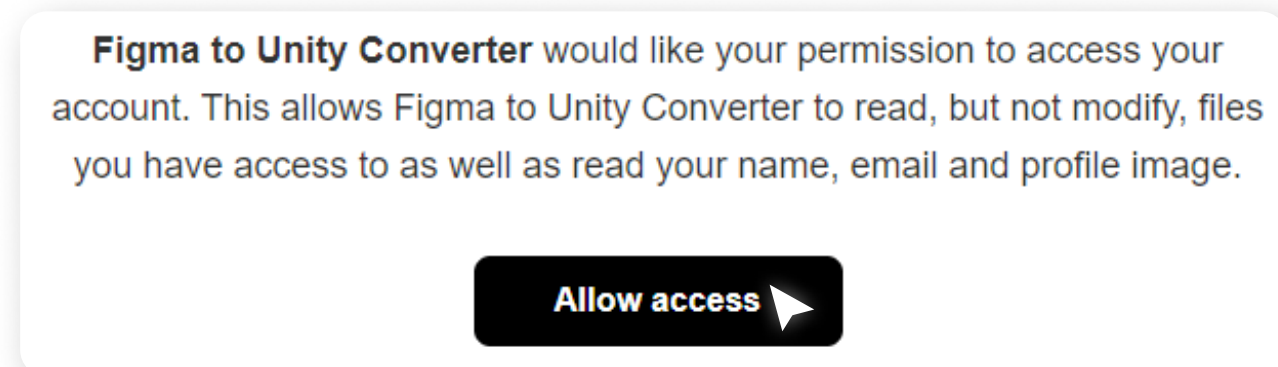 Figma to Unity Converter would like your permission to access your
account. This allows Figma to Unity Converter to read, but not modify, files
you have access to as well as read your name, email and profile image.
Allow access